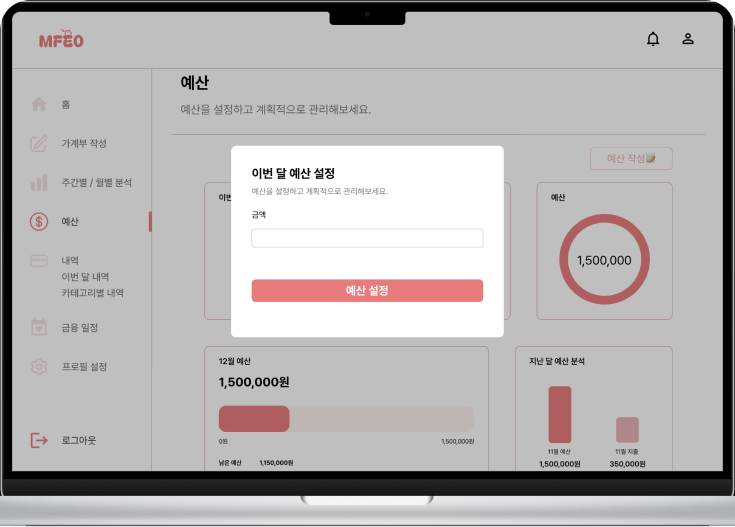 MFEO
홈
가계부 작성
주간별 / 월별 분석
예산
내역
이번 달 내역
카테고리별 내역
금융 일정
프로필 설정
로그아웃
예산
예산을 설정하고 계획적으로 관리해보세요.
예산 작성📝
이번
이번 달 예산 설정
예산을 설정하고 계획적으로 관리해보세요.
금액
예산 설정
예산
1,500,000
12월 예산
1,500,000원
0원
1,500,000원
남은 예산 1,150,000원
지난 달 예산 분석
11월 예산
1,500,000원
11월 지출
350,000원